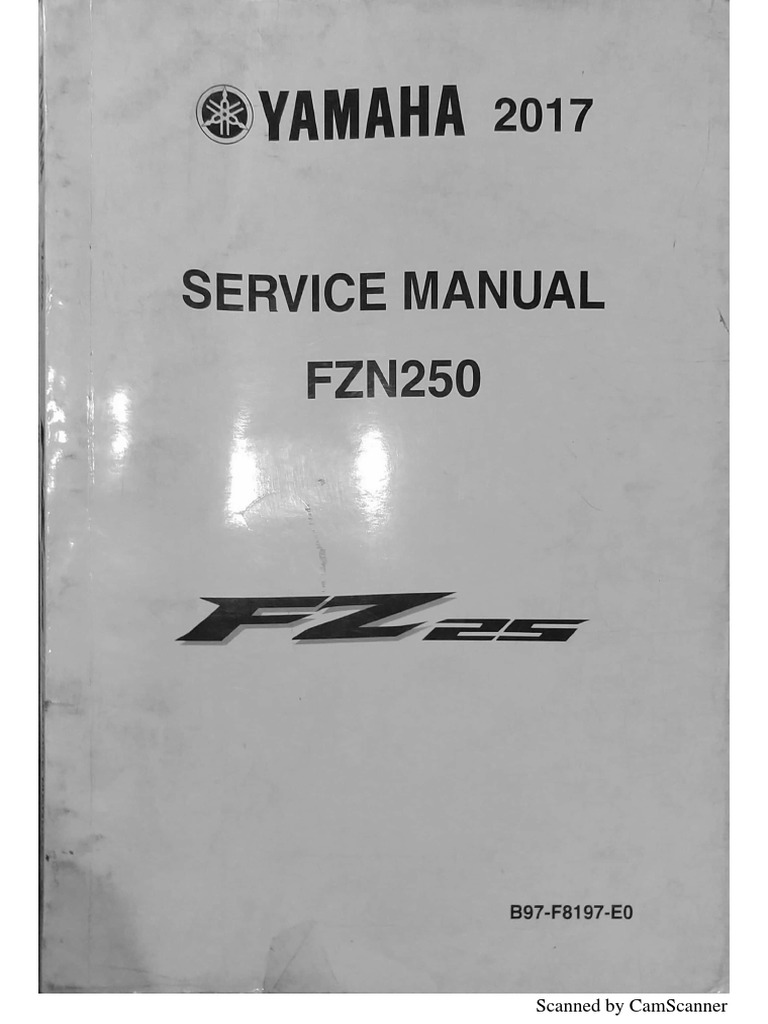 YAMAHA 2017
SERVICE MANUAL
FZN250
FZ25
B97-F8197-E0
Scanned by CamScanner